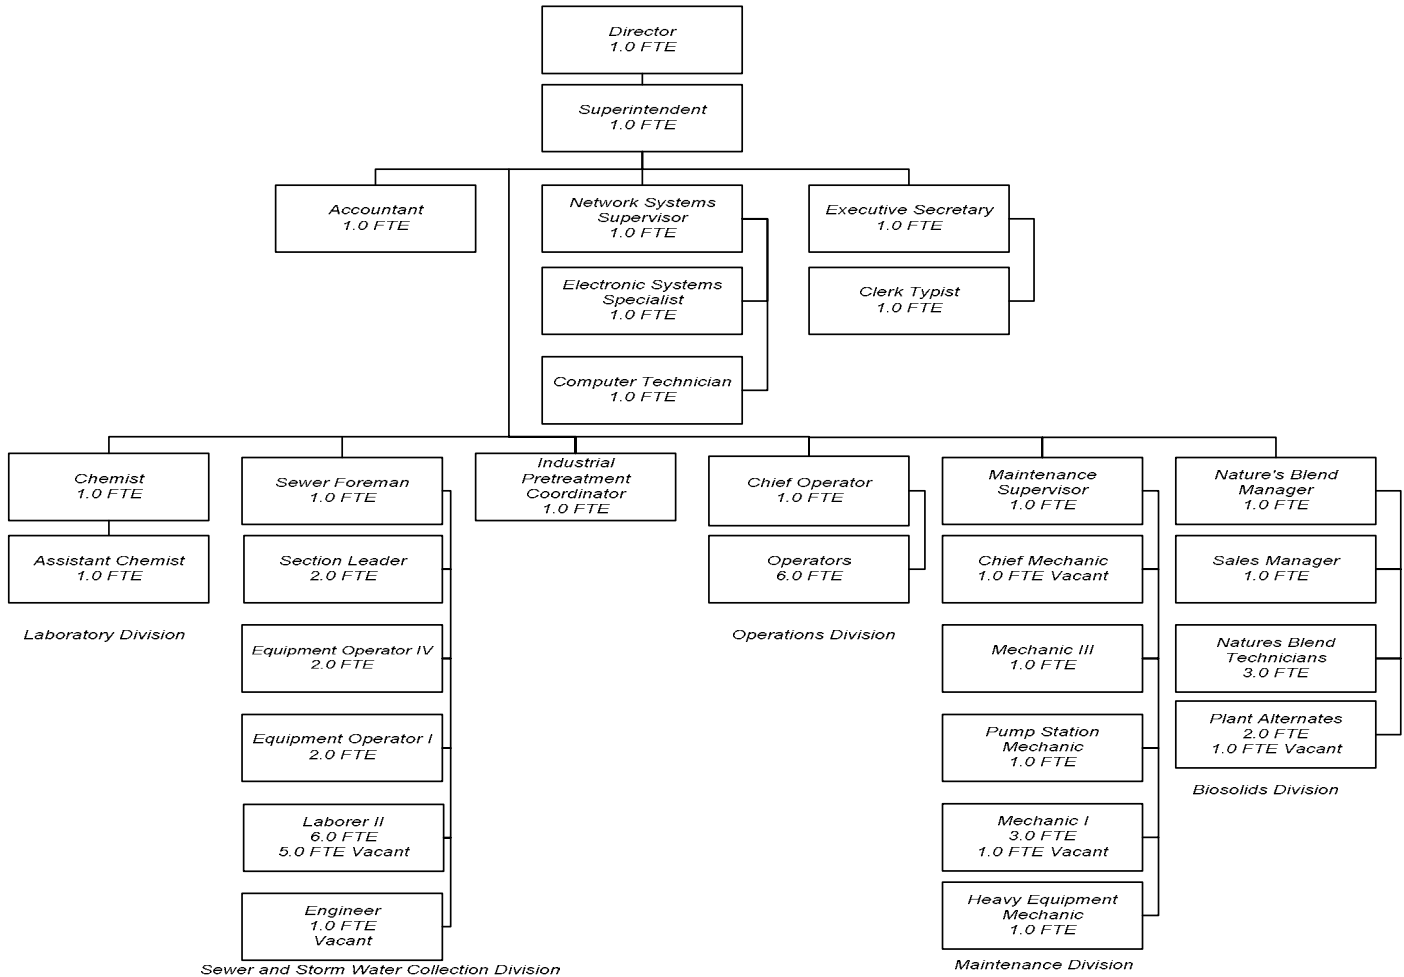 Director
1.0 FTE
Superintendent
1.0 FTE
Accountant
1.0 FTE
Network Systems
Supervisor
1.0 FTE
Executive Secretary
1.0 FTE
Electronic Systems
Specialist
1.0 FTE
Clerk Typist
1.0 FTE
Computer Technician
1.0 FTE
Chemist
1.0 FTE
Assistant Chemist
1.0 FTE
Laboratory Division
Sewer Foreman
1.0 FTE
Section Leader
2.0 FTE
Equipment Operator IV
2.0 FTE
Equipment Operator I
2.0 FTE
Laborer II
6.0 FTE
5.0 FTE Vacant
Engineer
1.0 FTE
Vacant
Sewer and Storm Water Collection Division
Industrial
Pretreatment
Coordinator
1.0 FTE
Chief Operator
1.0 FTE
Operators
6.0 FTE
Operations Division
Maintenance
Supervisor
1.0 FTE
Chief Mechanic
1.0 FTE Vacant
Mechanic III
1.0 FTE
Pump Station
Mechanic
1.0 FTE
Mechanic I
3.0 FTE
1.0 FTE Vacant
Heavy Equipment
Mechanic
1.0 FTE
Maintenance Division
Nature's Blend
Manager
1.0 FTE
Sales Manager
1.0 FTE
Natures Blend
Technicians
3.0 FTE
Plant Alternates
2.0 FTE
1.0 FTE Vacant
Biosolids Division